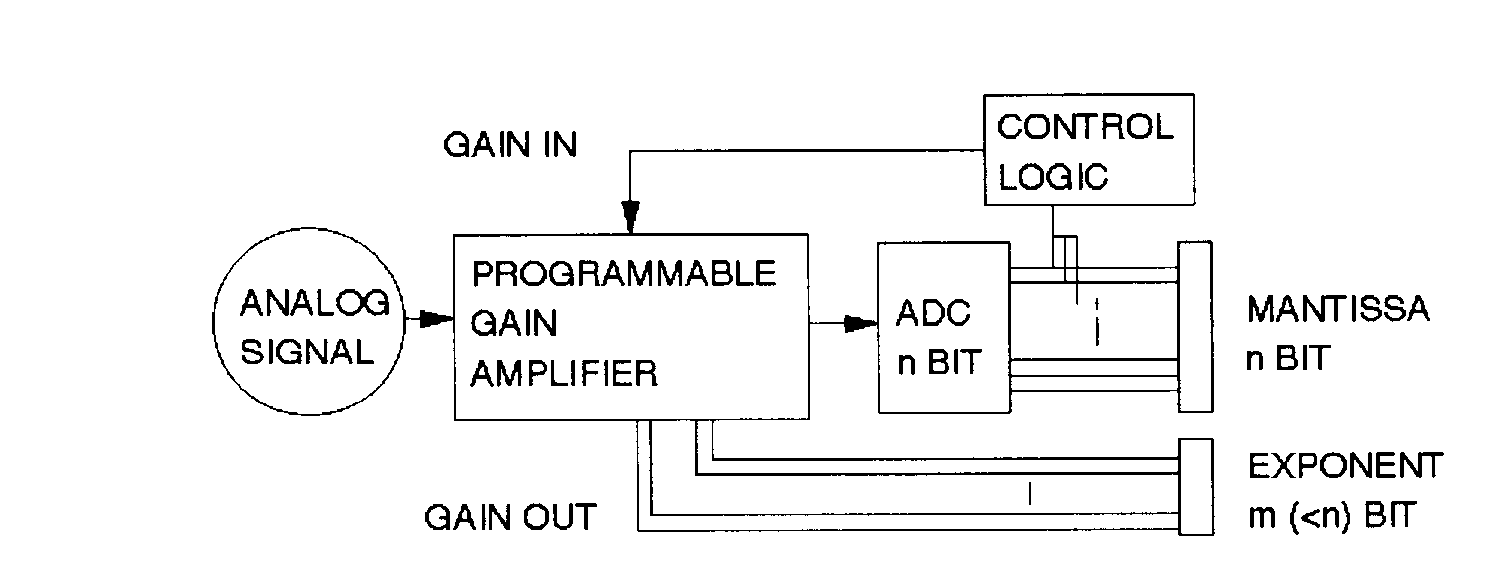 GAIN IN
CONTROL
LOGIC
ANALOG
SIGNAL
PROGRAMMABLE
GAIN
AMPLIFIER
ADC
n BIT
MANTISSA
n BIT
GAIN OUT
EXPONENT
m (<n) BIT